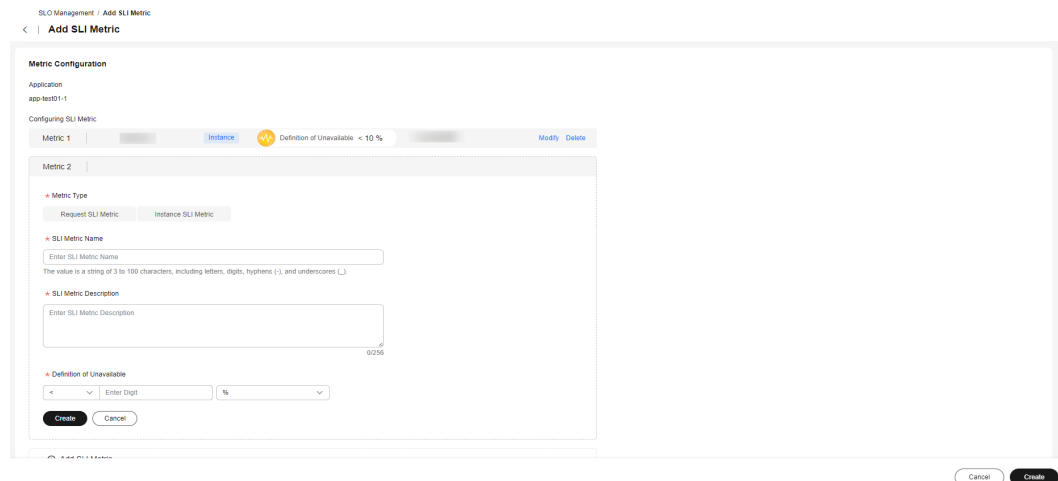 SLO Management / Add SLI Metric
< | Add SLI Metric
Metric Configuration
Application
app-test01-1
Configuring SLI Metric
Metric 1 Instance Definition of Unavailable < 10 % Modify Delete
Metric 2
* Metric Type
Request SLI Metric Instance SLI Metric
* SLI Metric Name
Enter SLI Metric Name
The value is a string of 3 to 100 characters, including letters, digits, hyphens (-), and underscores (_).
* SLI Metric Description
Enter SLI Metric Description
0/256
* Definition of Unavailable
< Enter Digit %
Create Cancel
Add SLI Metric
Cancel Create